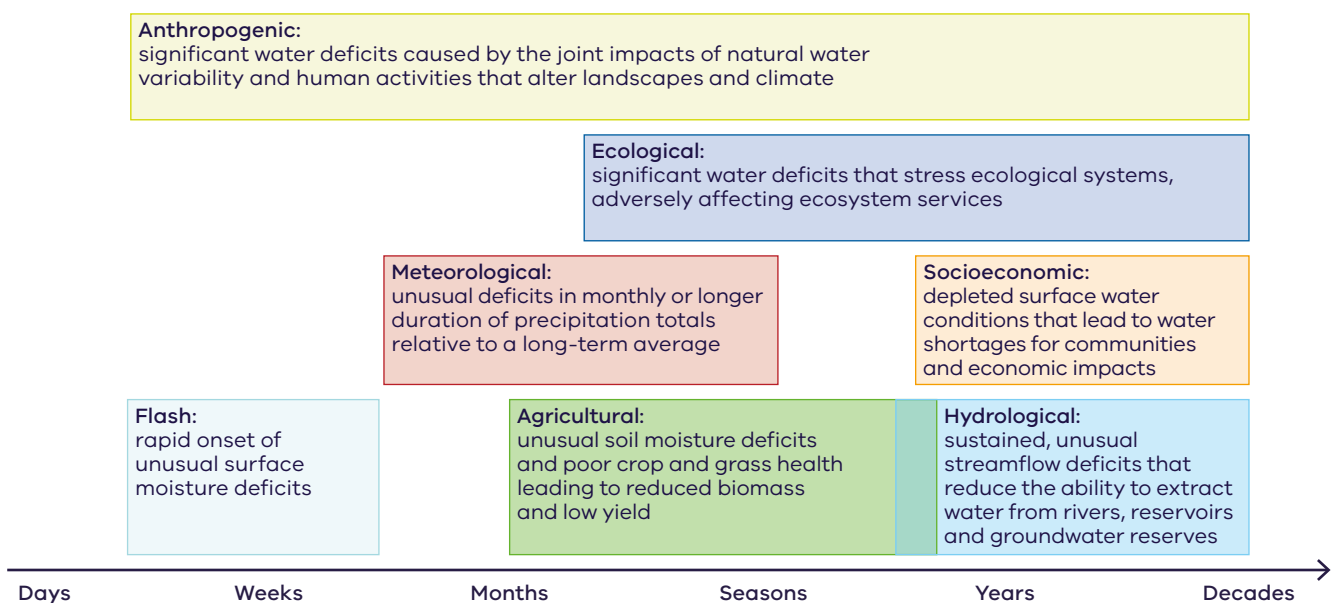 Anthropogenic:
significant water deficits caused by the joint impacts of natural water
variability and human activities that alter landscapes and climate
Ecological:
significant water deficits that stress ecological systems,
adversely affecting ecosystem services
Meteorological:
unusual deficits in monthly or longer
duration of precipitation totals
relative to a long-term average
Socioeconomic:
depleted surface water
conditions that lead to water
shortages for communities
and economic impacts
Flash:
rapid onset of
unusual surface
moisture deficits
Agricultural:
unusual soil moisture deficits
and poor crop and grass health
leading to reduced biomass
and low yield
Hydrological:
sustained, unusual
streamflow deficits that
reduce the ability to extract
water from rivers, reservoirs
and groundwater reserves
Days Weeks Months Seasons Years Decades